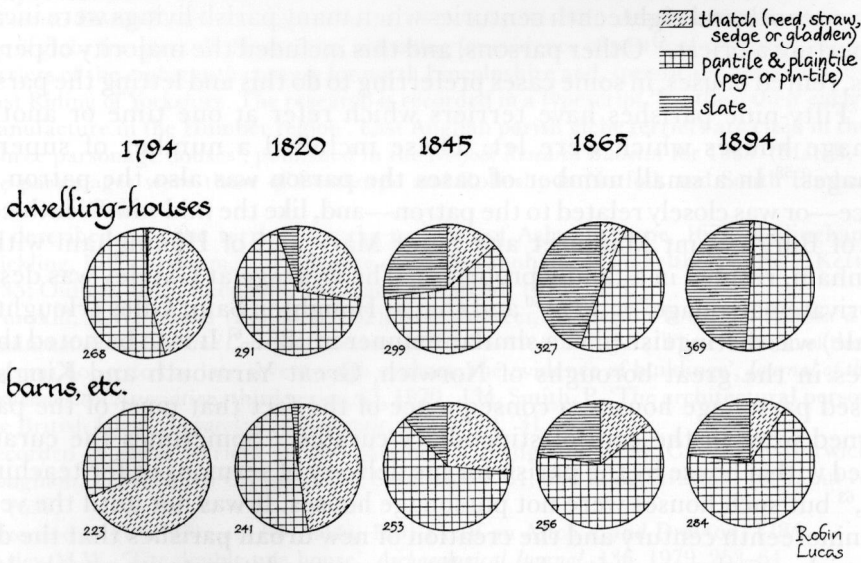 thatch (reed, straw,
sedge or gladden)
pantile & plaintile
(peg- or pin-tile)
slate
1794 1820 1845 1865 1894
dwelling-houses
268 291 299 347 369
barns, etc.
223 241 253 256 284
Robin
Lucas